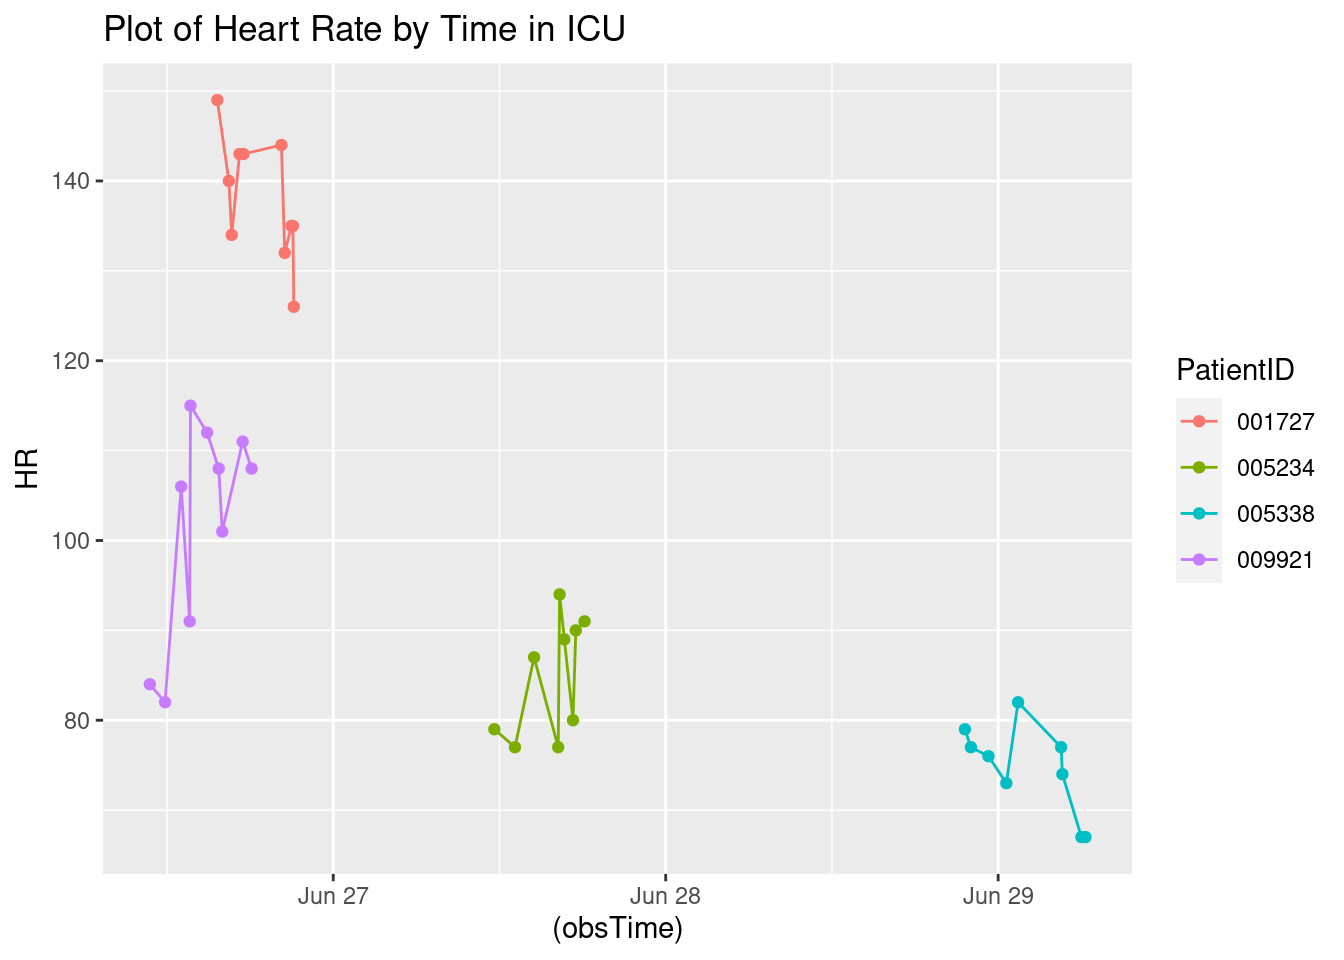 Plot of Heart Rate by Time in ICU
140
120
100
80
HR
Jun 27
Jun 28
Jun 29
(obsTime)
PatientID
001727
005234
005338
009921